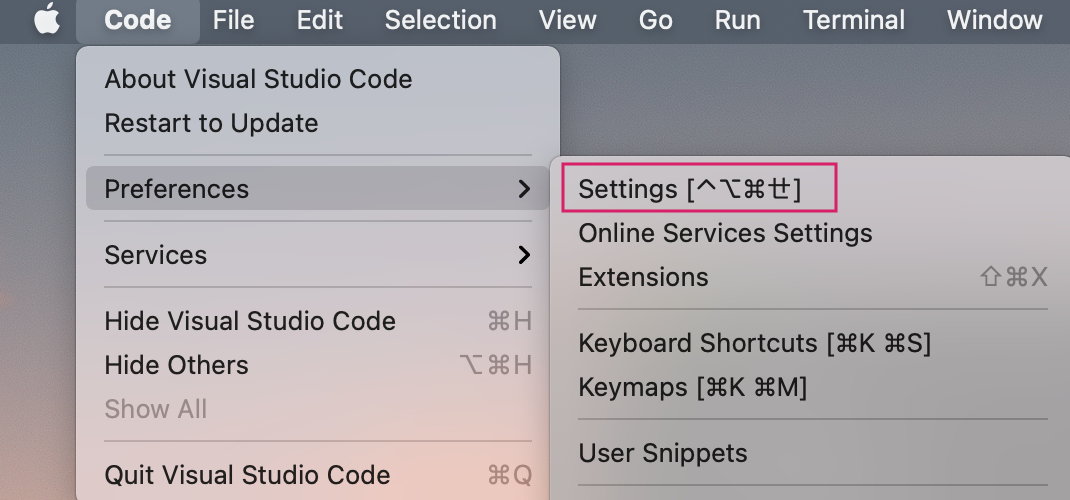 Code File Edit Selection View Go Run Terminal Window
About Visual Studio Code
Restart to Update
Preferences
Services
Hide Visual Studio Code ⌘H
Hide Others ⌥⌘H
Show All
Quit Visual Studio Code ⌘Q
Settings [^⌥⌘ㄝ]
Online Services Settings
Extensions ⇧⌘X
Keyboard Shortcuts [⌘K ⌘S]
Keymaps [⌘K ⌘M]
User Snippets